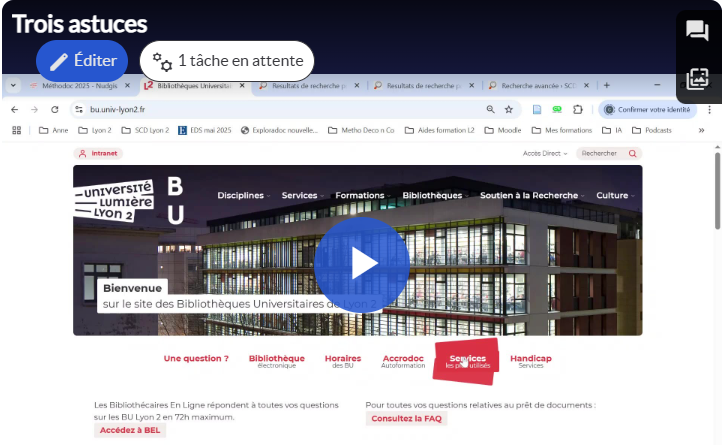 Trois astuces
Éditer
1 tâche en attente
Méthodoc 2025 - Nudgis
Bibliothèques Universitai
Resultats de recherche p
Resultats de recherche p
Recherche avancée : SCD
bu.univ-lyon2.fr
Confirmer votre identité
Anne
Lyon 2
SCD Lyon 2
EDS mai 2025
Exploradoc nouvelle...
Metho Deco n Co
Aides formation L2
Moodle
Mes formations
IA
Podcasts
Intranet
Accès Direct
Rechercher
UNIVERSITÉ
LUMIÈRE
LYON 2
B
U
Disciplines
Services
Formations
Bibliothèques
Soutien à la Recherche
Culture
Bienvenue
sur le site des Bibliothèques Universitaires de Lyon 2
Une question ?
Bibliothèque
électronique
Horaires
des BU
Accrodoc
Autoformation
Services
les plus utilisés
Handicap
Services
Les Bibliothécaires En Ligne répondent à toutes vos questions
sur les BU Lyon 2 en 72h maximum.
Accédez à BEL
Pour toutes vos questions relatives au prêt de documents :
Consultez la FAQ